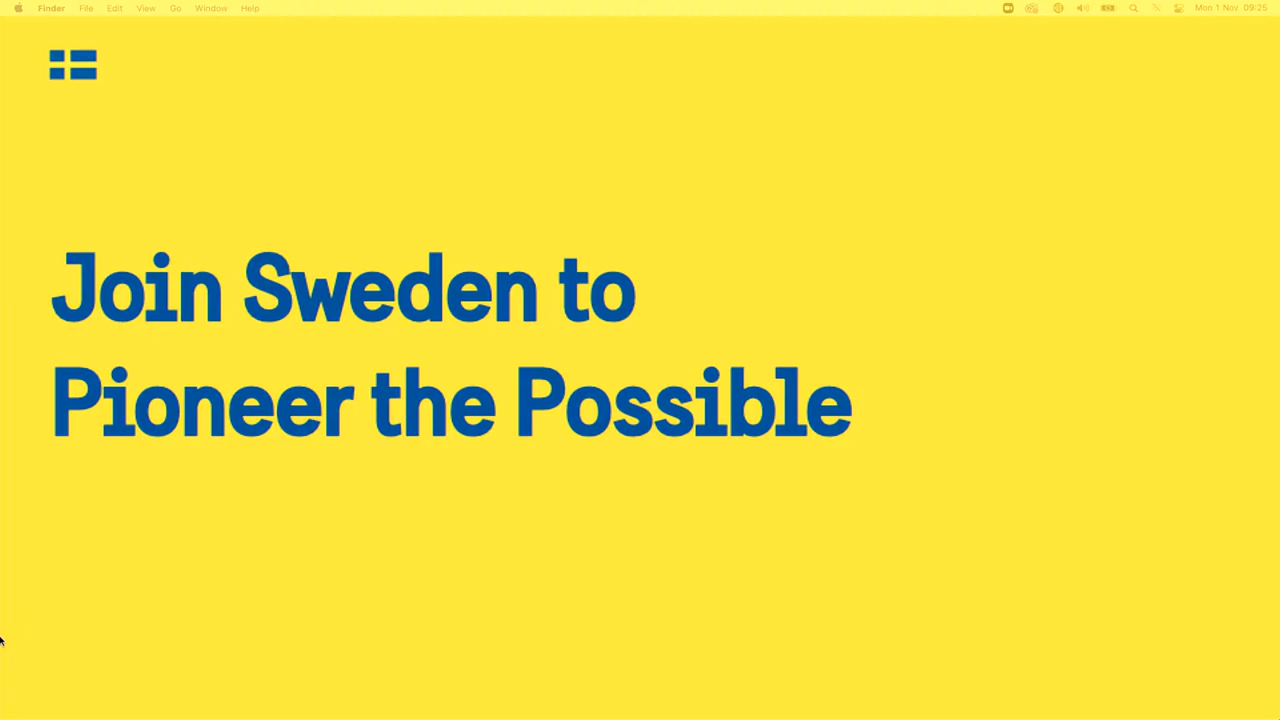 Finder File Edit View Go Window Help Mon 1 Nov 09:25
Join Sweden to
Pioneer the Possible